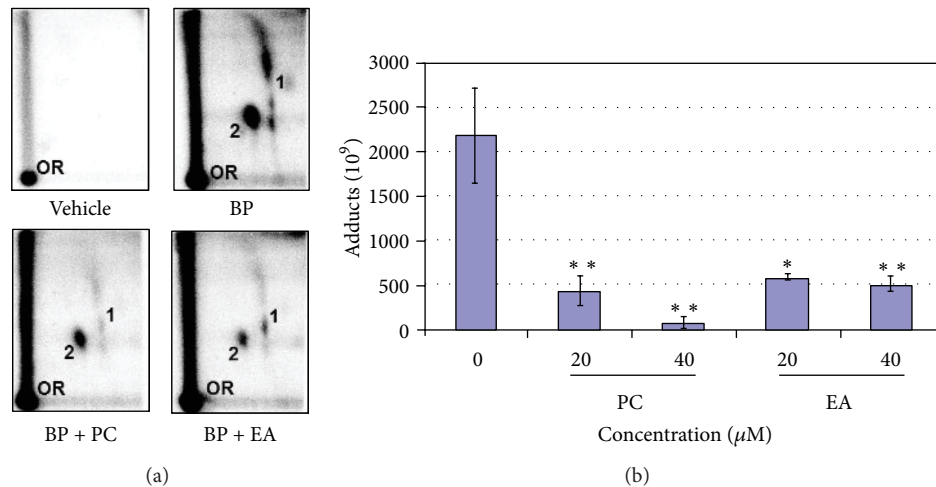 OR
Vehicle
1
2
OR
BP
1
2
OR
BP + PC
1
2
OR
BP + EA
(a)
3000
2500
2000
1500
1000
500
0
Adducts (10⁹)
* *
* *
*
* *
0 20 40 20 40
PC EA
Concentration (μM)
(b)